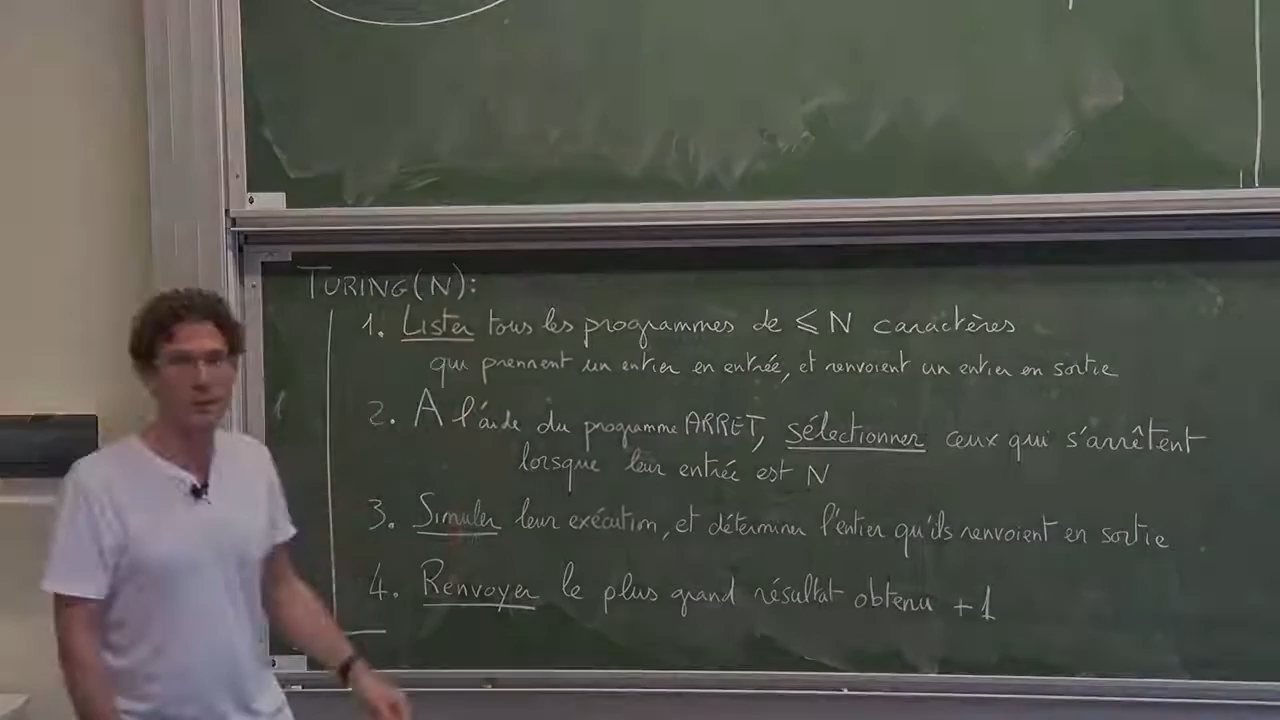 TURING(N):
1. Lister tous les programmes de ⩽ N caractères
qui prennent un entier en entrée, et renvoient un entier en sortie
2. A l'aide du programme ARRET, sélectionner ceux qui s'arrêtent
lorsque leur entrée est N
3. Simuler leur exécution, et déterminer l'entier qu'ils renvoient en sortie
4. Renvoyer le plus grand résultat obtenu +1